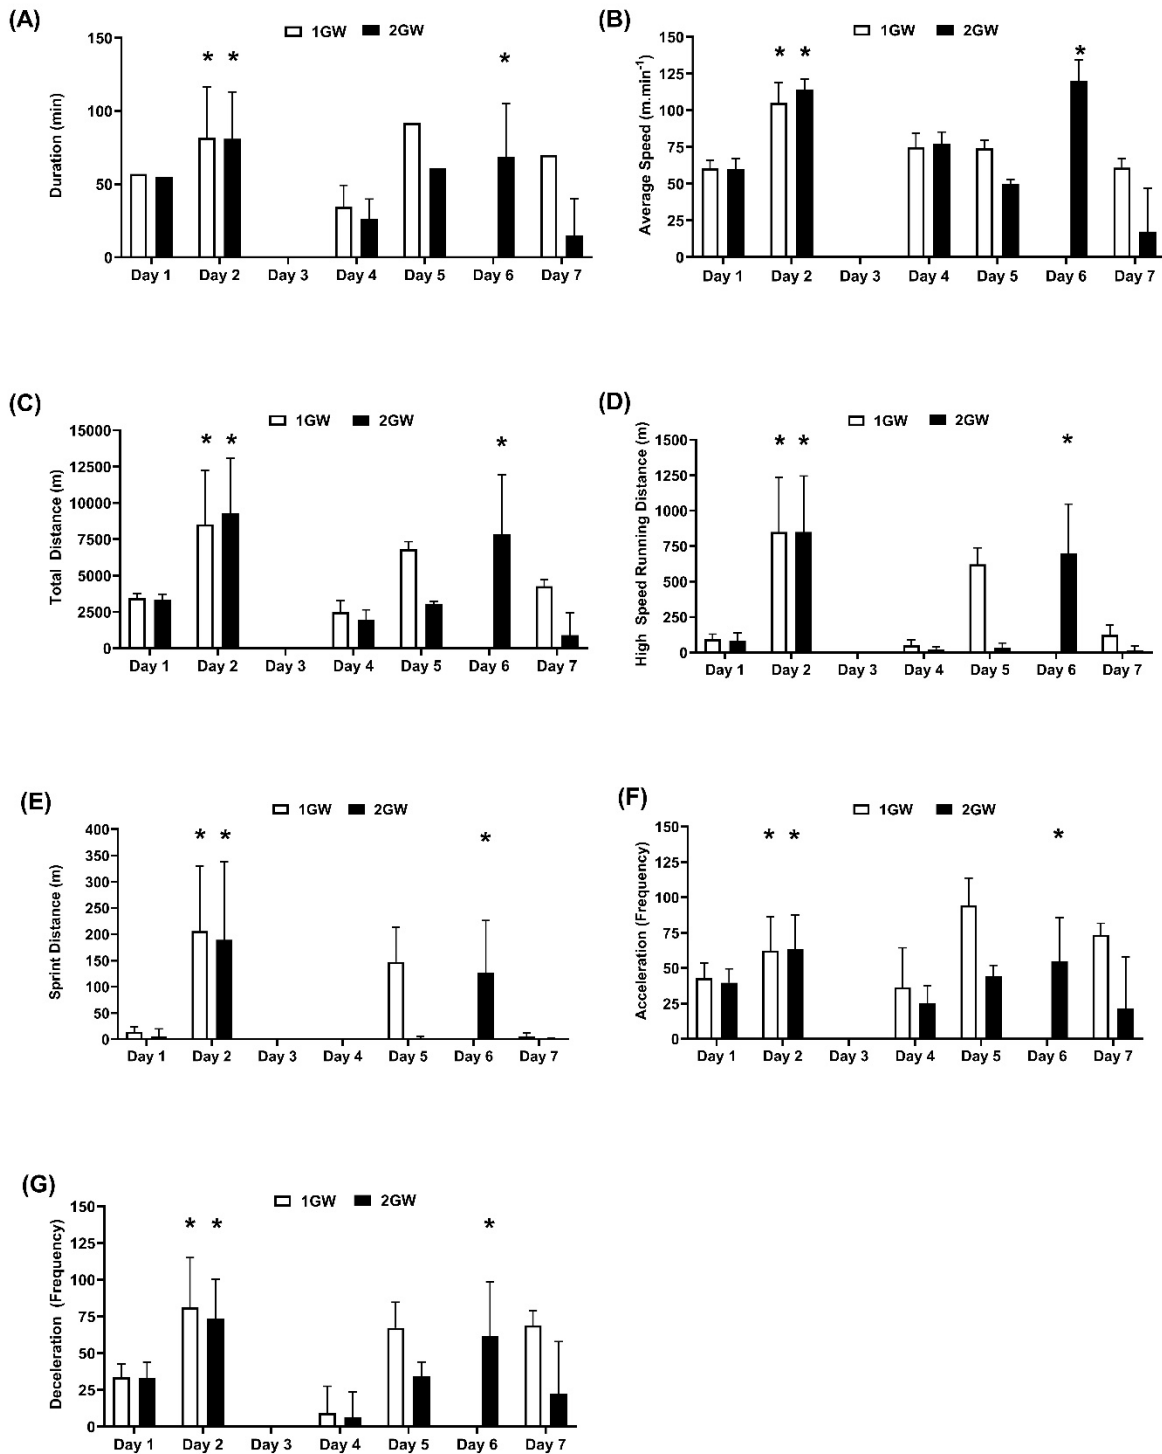 (A)
1GW 2GW
Duration (min)
150
100
50
0
* * *
Day 1 Day 2 Day 3 Day 4 Day 5 Day 6 Day 7
(B)
1GW 2GW
Average Speed (m.min⁻¹)
150
125
100
75
50
25
0
* * *
Day 1 Day 2 Day 3 Day 4 Day 5 Day 6 Day 7
(C)
1GW 2GW
Total Distance (m)
15000
12500
10000
7500
5000
2500
0
* * *
Day 1 Day 2 Day 3 Day 4 Day 5 Day 6 Day 7
(D)
1GW 2GW
High Speed Running Distance (m)
1500
1250
1000
750
500
250
0
* * *
Day 1 Day 2 Day 3 Day 4 Day 5 Day 6 Day 7
(E)
1GW 2GW
Sprint Distance (m)
400
350
300
250
200
150
100
50
0
* * *
Day 1 Day 2 Day 3 Day 4 Day 5 Day 6 Day 7
(F)
1GW 2GW
Acceleration (Frequency)
150
125
100
75
50
25
0
* * *
Day 1 Day 2 Day 3 Day 4 Day 5 Day 6 Day 7
(G)
1GW 2GW
Deceleration (Frequency)
150
125
100
75
50
25
0
* * *
Day 1 Day 2 Day 3 Day 4 Day 5 Day 6 Day 7